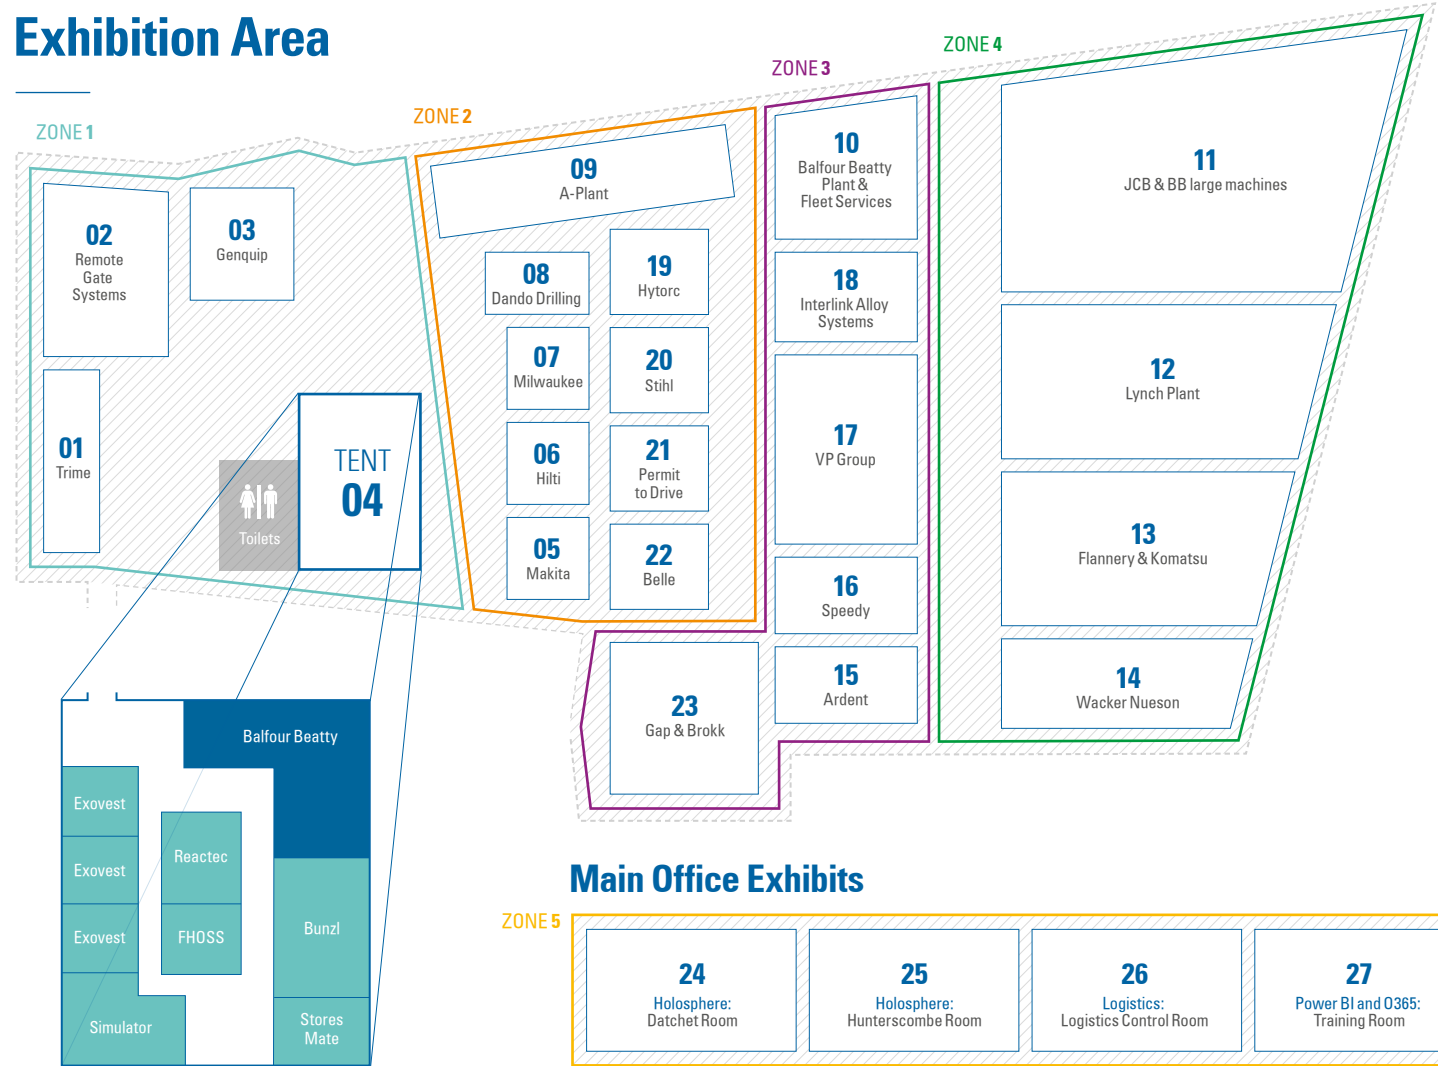 Exhibition Area
ZONE 1
02
Remote
Gate
Systems
03
Genquip
01
Trime
Toilets
TENT
04
ZONE 2
09
A-Plant
08
Dando Drilling
19
Hytorc
07
Milwaukee
20
Stihl
06
Hilti
21
Permit
to Drive
05
Makita
22
Belle
ZONE 3
10
Balfour Beatty
Plant &
Fleet Services
18
Interlink Alloy
Systems
17
VP Group
16
Speedy
15
Ardent
23
Gap & Brokk
ZONE 4
11
JCB & BB large machines
12
Lynch Plant
13
Flannery & Komatsu
14
Wacker Nueson
Balfour Beatty
Exovest
Exovest
Exovest
Simulator
Reactec
FHOSS
Bunzl
Stores
Mate
Main Office Exhibits
ZONE 5
24
Holosphere:
Datchet Room
25
Holosphere:
Hunterscombe Room
26
Logistics:
Logistics Control Room
27
Power BI and O365:
Training Room